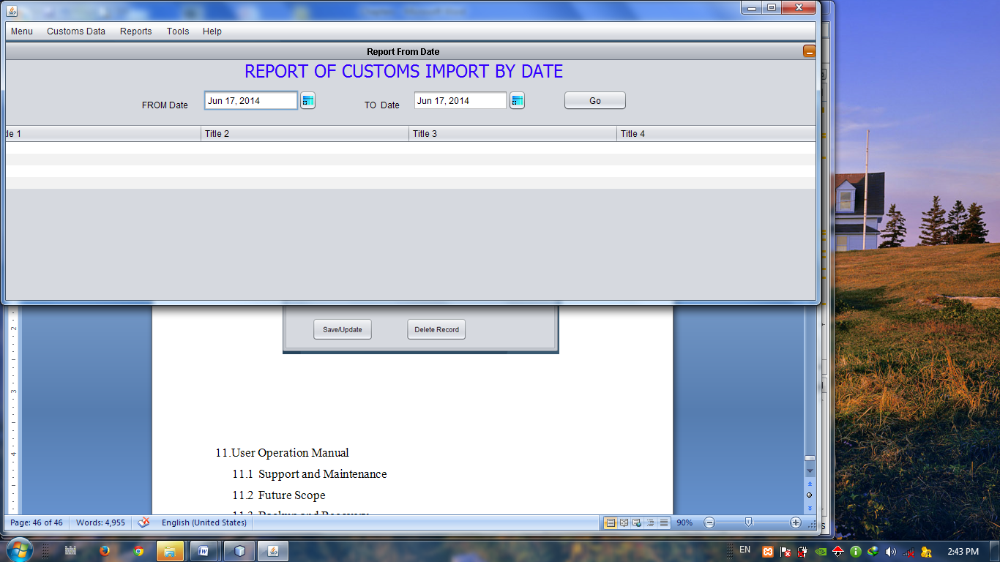 Menu Customs Data Reports Tools Help
Report From Date
REPORT OF CUSTOMS IMPORT BY DATE
FROM Date Jun 17, 2014 TO Date Jun 17, 2014 Go
tle 1 Title 2 Title 3 Title 4
Save/Update Delete Record
2
3
4
11.User Operation Manual
11.1 Support and Maintenance
11.2 Future Scope
Page: 46 of 46 Words: 4,955 English (United States) 90%
EN 2:43 PM